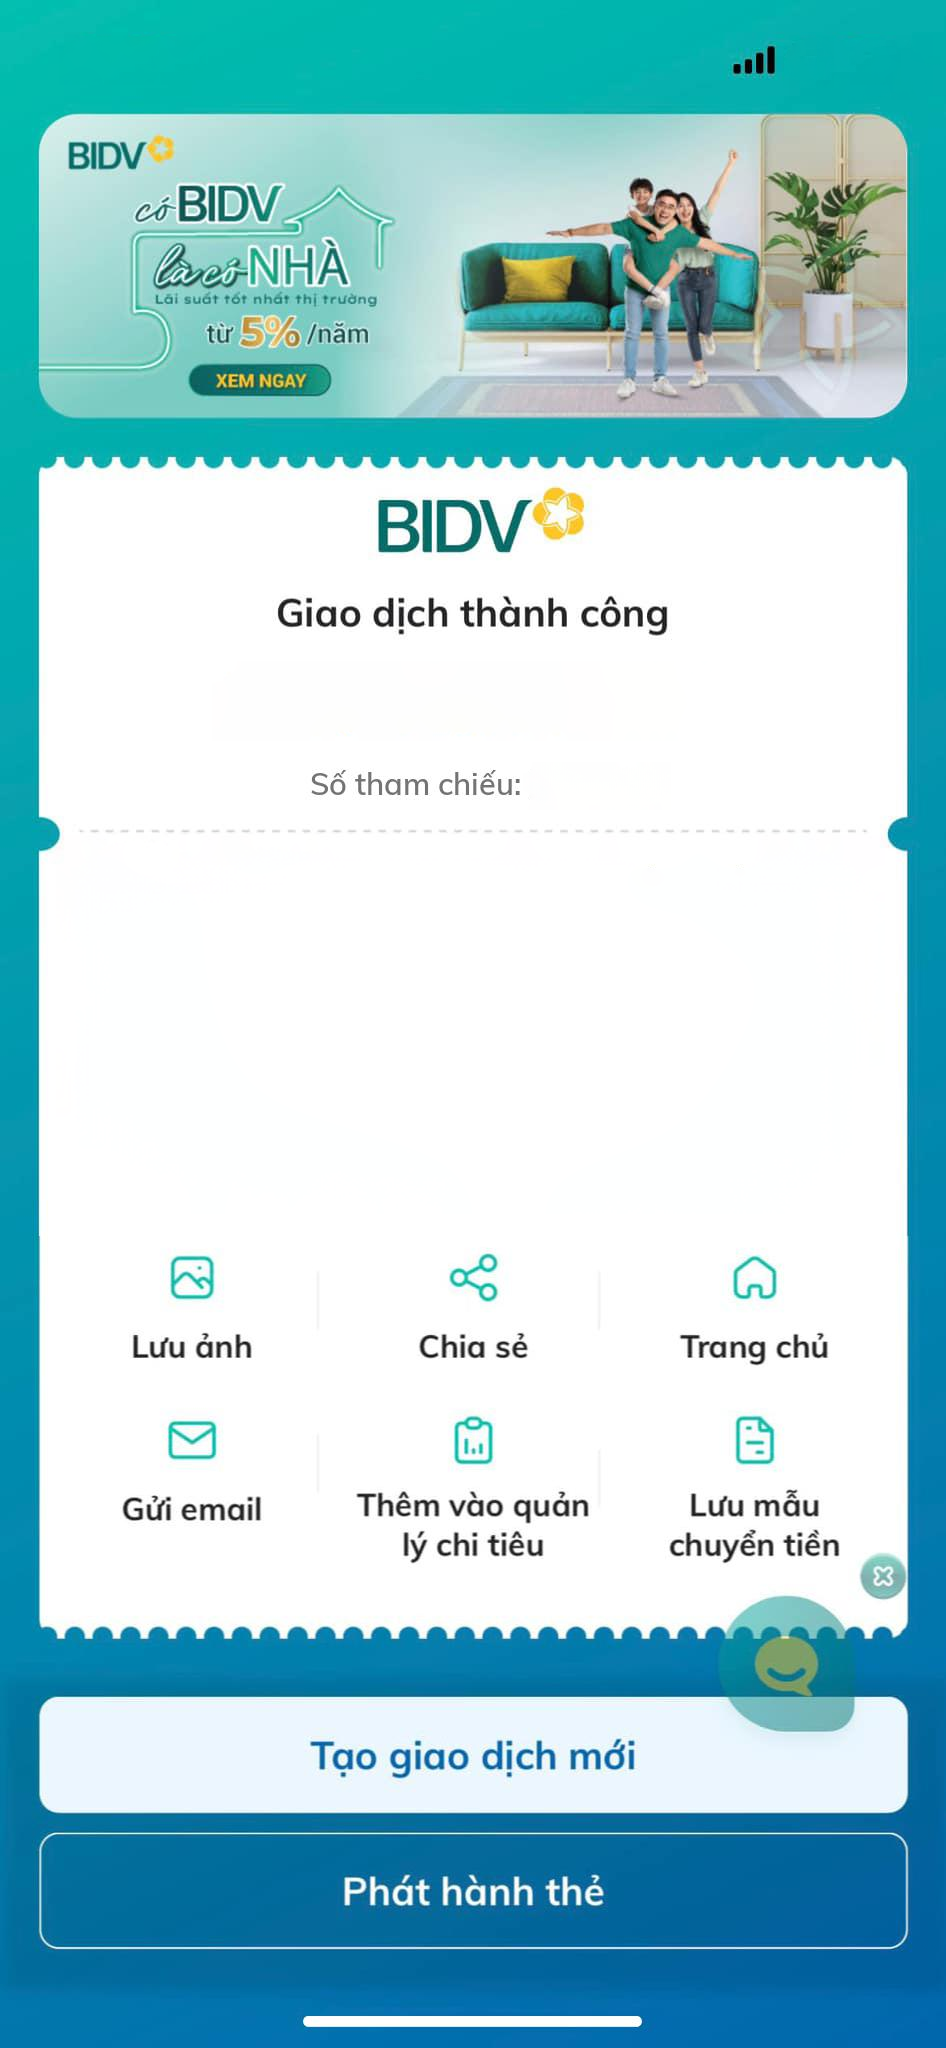 BIDV
có BIDV
là có NHÀ
Lãi suất tốt nhất thị trường
từ 5% /năm
XEM NGAY
BIDV
Giao dịch thành công
Số tham chiếu:
Lưu ảnh
Chia sẻ
Trang chủ
Gửi email
Thêm vào quản
lý chi tiêu
Lưu mẫu
chuyển tiền
Tạo giao dịch mới
Phát hành thẻ